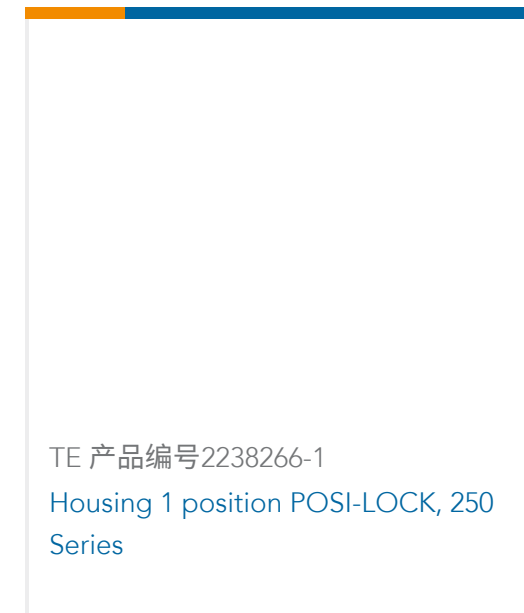 TE 产品编号2238266-1
Housing 1 position POSI-LOCK, 250
Series